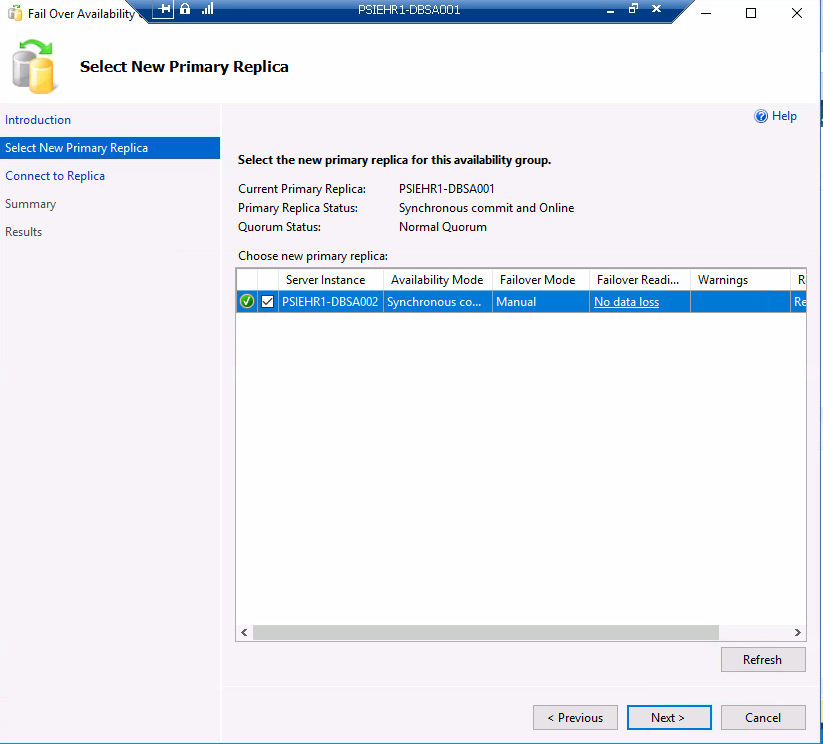 Fail Over Availability
PSIEHR1-DBSA001
Select New Primary Replica
Introduction
Select New Primary Replica
Connect to Replica
Summary
Results
Help
Select the new primary replica for this availability group.
Current Primary Replica: PSIEHR1-DBSA001
Primary Replica Status: Synchronous commit and Online
Quorum Status: Normal Quorum
Choose new primary replica:
Server Instance Availability Mode Failover Mode Failover Readi... Warnings R
PSIEHR1-DBSA002 Synchronous co... Manual No data loss Re
Refresh
< Previous Next > Cancel